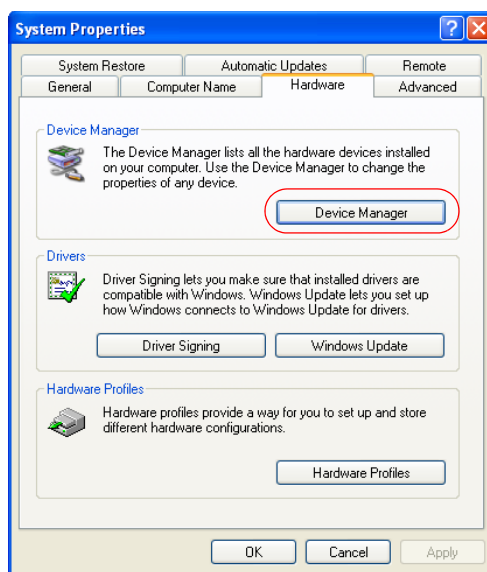 System Properties
System Restore Automatic Updates Remote
General Computer Name Hardware Advanced
Device Manager
The Device Manager lists all the hardware devices installed
on your computer. Use the Device Manager to change the
properties of any device.
Device Manager
Drivers
Driver Signing lets you make sure that installed drivers are
compatible with Windows. Windows Update lets you set up
how Windows connects to Windows Update for drivers.
Driver Signing Windows Update
Hardware Profiles
Hardware profiles provide a way for you to set up and store
different hardware configurations.
Hardware Profiles
OK Cancel Apply